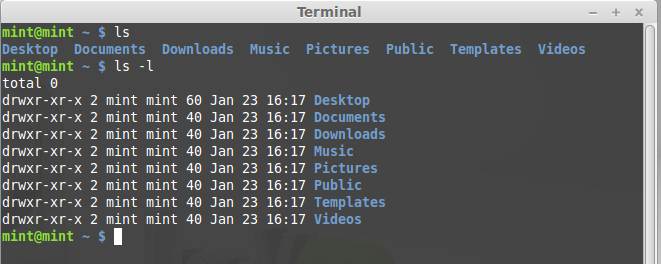 Terminal
mint@mint ~ $ ls
Desktop  Documents  Downloads  Music  Pictures  Public  Templates  Videos
mint@mint ~ $ ls -l
total 0
drwxr-xr-x 2 mint mint 60 Jan 23 16:17 Desktop
drwxr-xr-x 2 mint mint 40 Jan 23 16:17 Documents
drwxr-xr-x 2 mint mint 40 Jan 23 16:17 Downloads
drwxr-xr-x 2 mint mint 40 Jan 23 16:17 Music
drwxr-xr-x 2 mint mint 40 Jan 23 16:17 Pictures
drwxr-xr-x 2 mint mint 40 Jan 23 16:17 Public
drwxr-xr-x 2 mint mint 40 Jan 23 16:17 Templates
drwxr-xr-x 2 mint mint 40 Jan 23 16:17 Videos
mint@mint ~ $